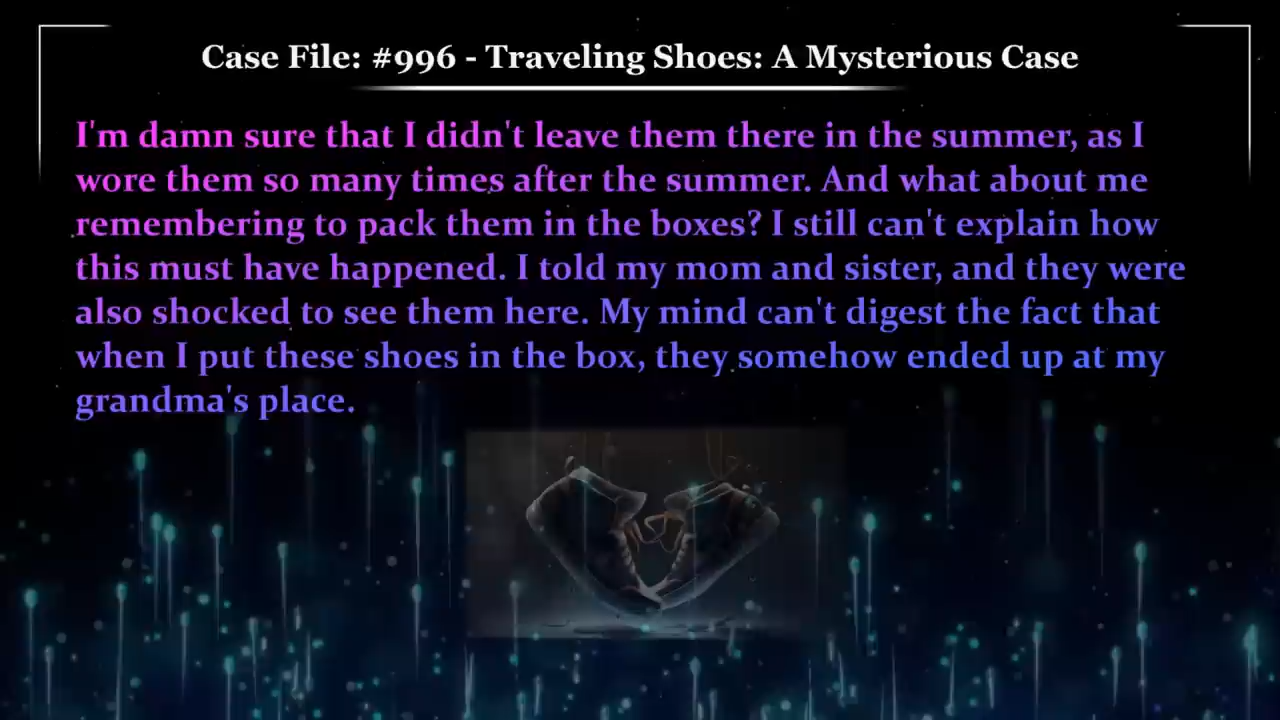 Case File: #996 - Traveling Shoes: A Mysterious Case
I'm damn sure that I didn't leave them there in the summer, as I
wore them so many times after the summer. And what about me
remembering to pack them in the boxes? I still can't explain how
this must have happened. I told my mom and sister, and they were
also shocked to see them here. My mind can't digest the fact that
when I put these shoes in the box, they somehow ended up at my
grandma's place.